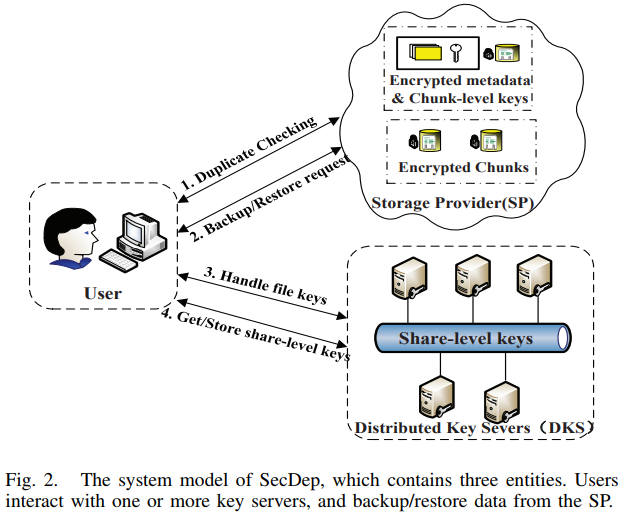 Encrypted metadata
& Chunk-level keys
Encrypted Chunks
Storage Provider(SP)
1. Duplicate Checking
2. Backup/Restore request
User
3. Handle file keys
4. Get/Store share-level keys
Share-level keys
Distributed Key Severs（DKS）
Fig. 2. The system model of SecDep, which contains three entities. Users
interact with one or more key servers, and backup/restore data from the SP.